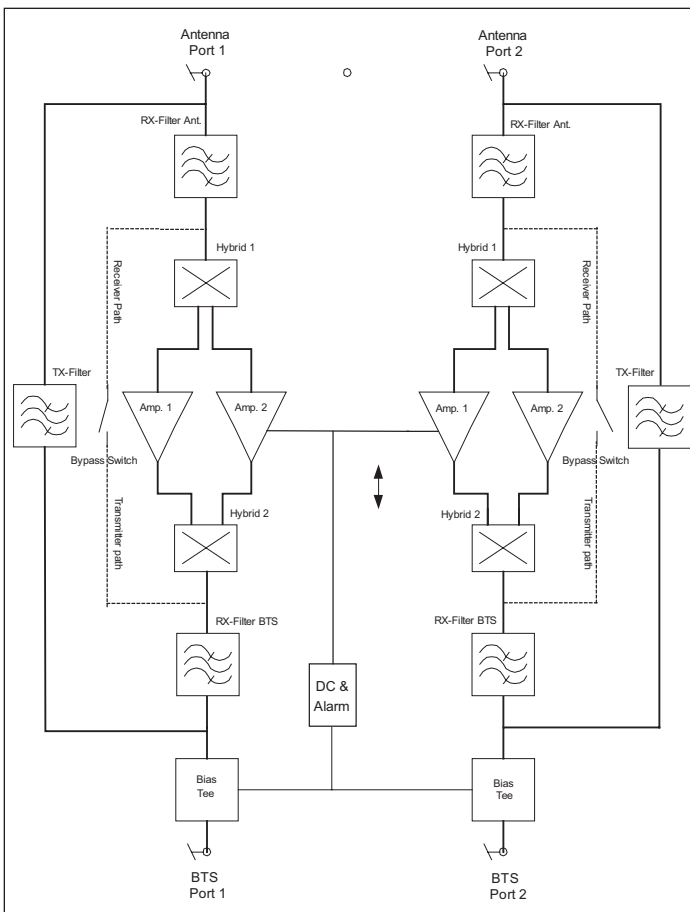 Antenna
Port 1
Antenna
Port 2
RX-Filter Ant.
RX-Filter Ant.
Hybrid 1
Hybrid 1
Receiver Path
Receiver Path
TX-Filter
TX-Filter
Amp. 1
Amp. 2
Amp. 1
Amp. 2
Bypass Switch
Bypass Switch
Transmitter path
Transmitter path
Hybrid 2
Hybrid 2
RX-Filter BTS
RX-Filter BTS
DC &
Alarm
Bias
Tee
Bias
Tee
BTS
Port 1
BTS
Port 2